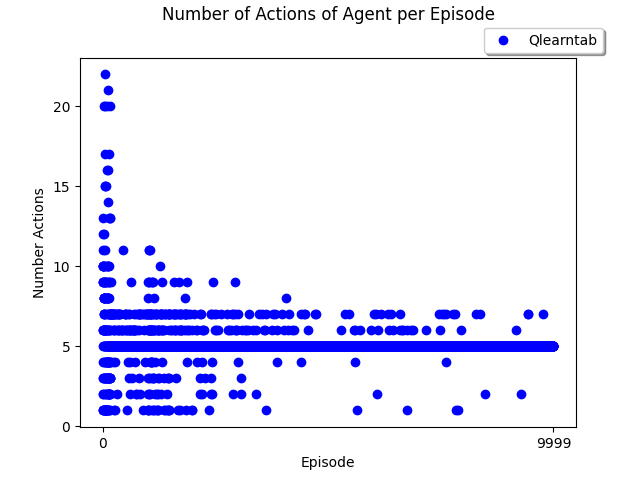 Number of Actions of Agent per Episode
Qlearntab
20
15
10
5
0
Number Actions
0
9999
Episode